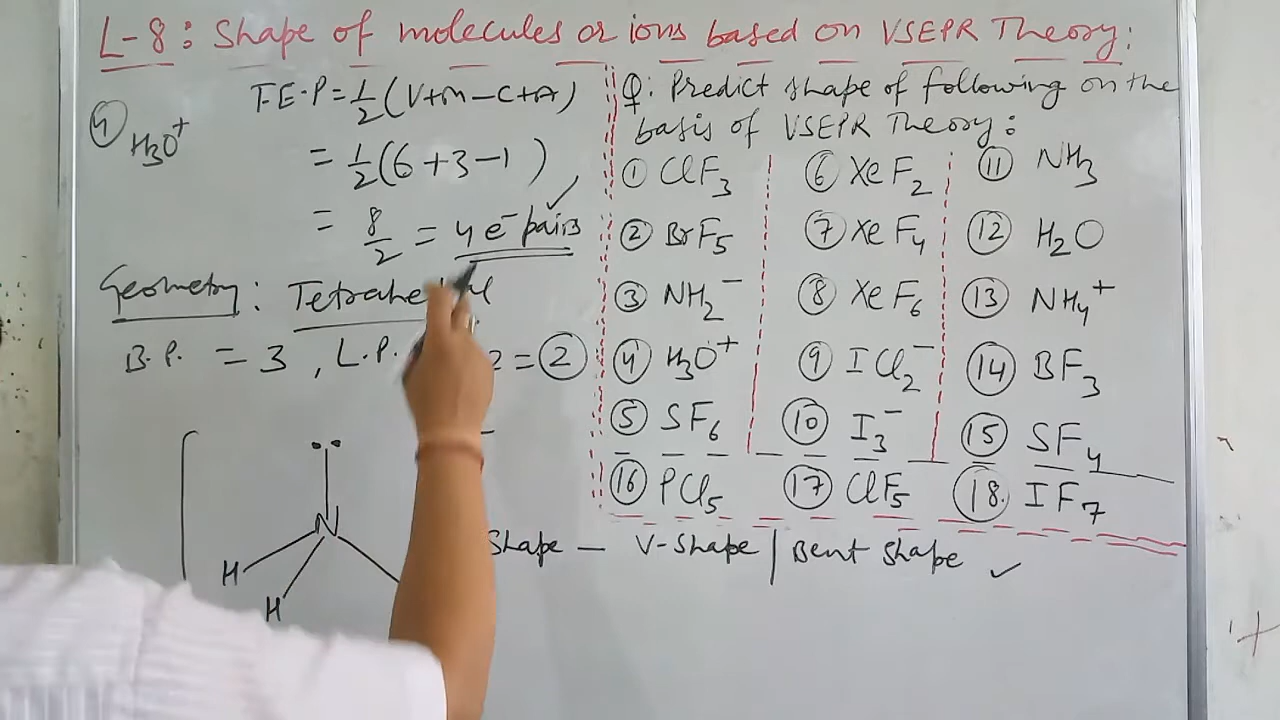 L-8: Shape of molecules or ions based on VSEPR Theory:
④ H3O+
T.E.P = 1/2 (V+M-C+A)
= 1/2 (6+3-1)
= 8/2 = 4 e- pairs
Geometry: Tetrahedral
B.P. = 3, L.P. 2 = ②
H
N
H
Shape — V-Shape | Bent Shape ✓
Q: Predict shape of following on the
basis of VSEPR Theory:
① ClF3 ⑥ XeF2 ⑪ NH3
② BrF5 ⑦ XeF4 ⑫ H2O
③ NH2- ⑧ XeF6 ⑬ NH4+
④ H3O+ ⑨ ICl2- ⑭ BF3
⑤ SF6 ⑩ I3- ⑮ SF4
⑯ PCl5 ⑰ ClF5 ⑱ IF7